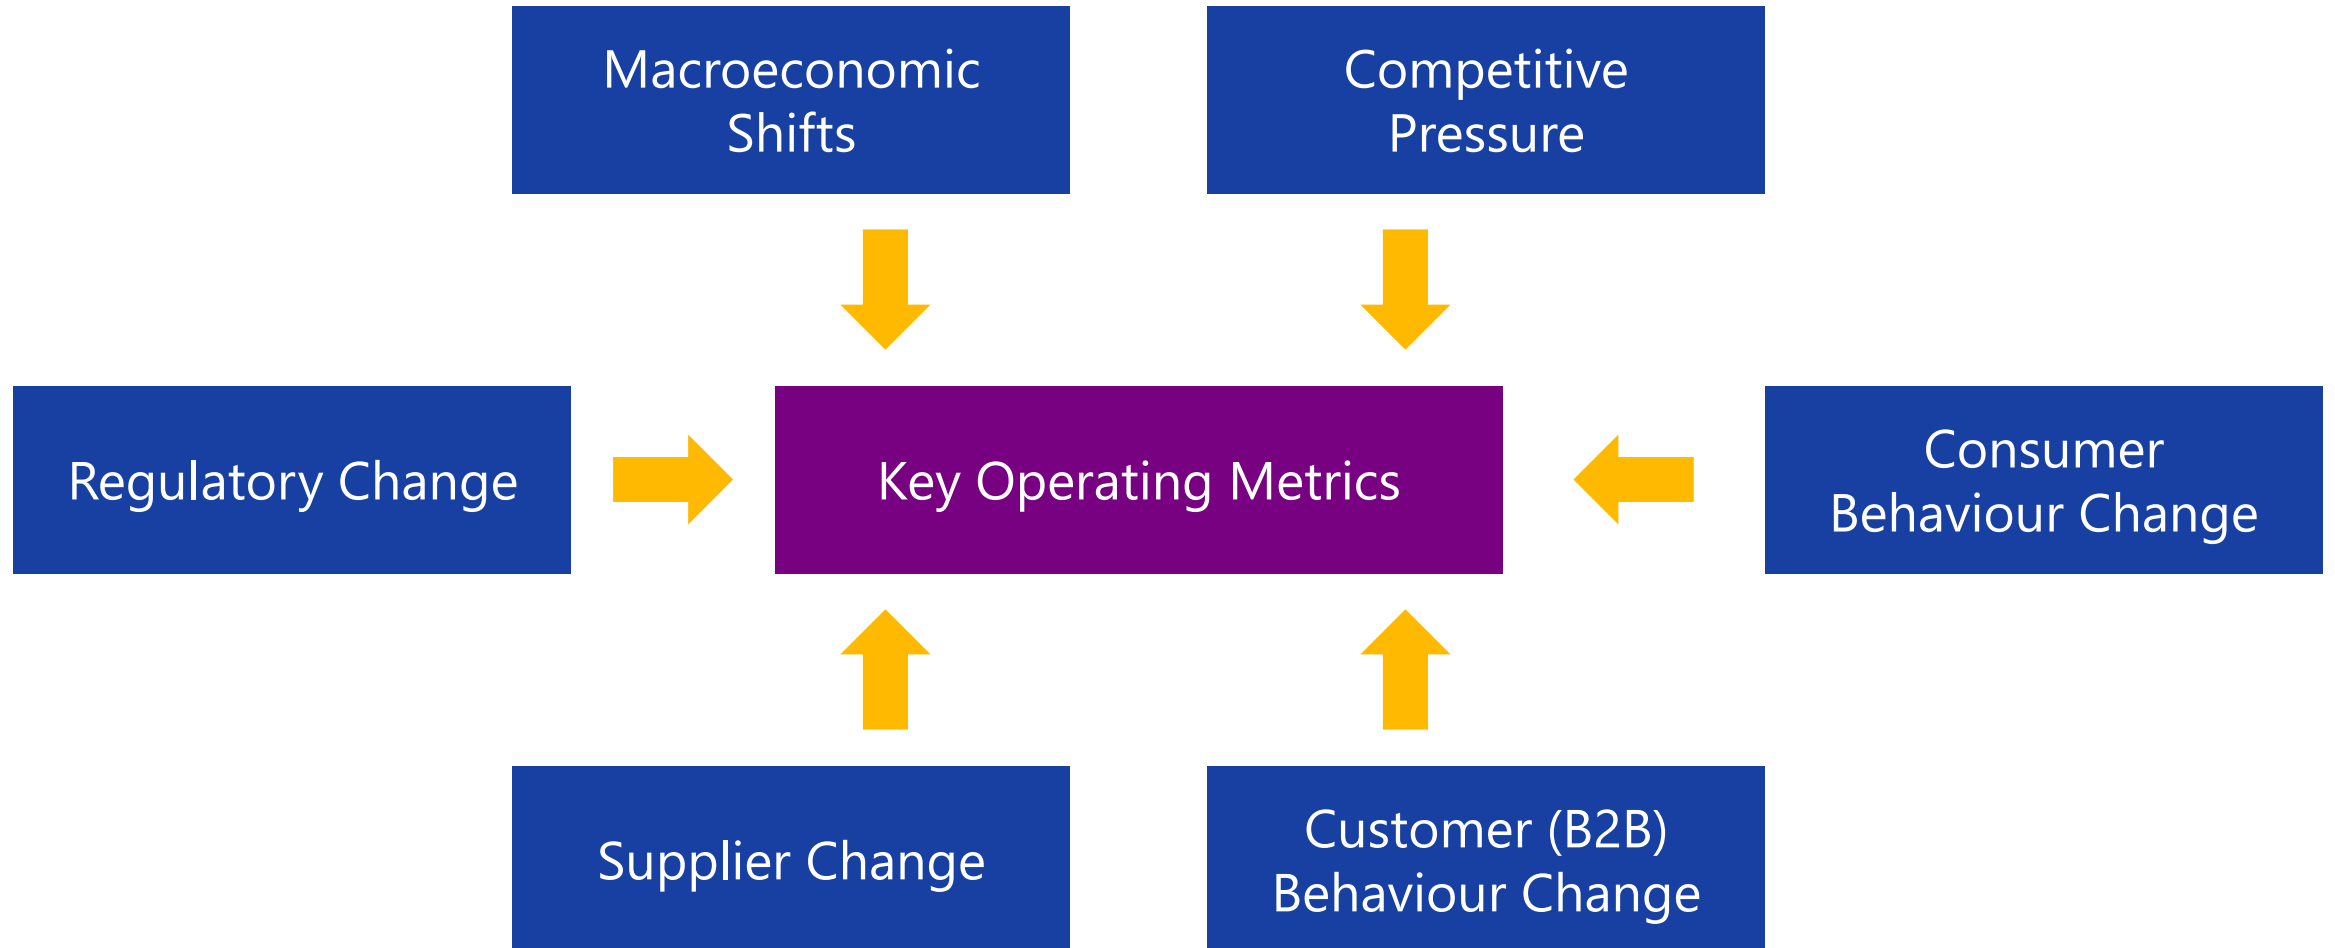 Macroeconomic
Shifts
Competitive
Pressure
Regulatory Change
Key Operating Metrics
Consumer
Behaviour Change
Supplier Change
Customer (B2B)
Behaviour Change